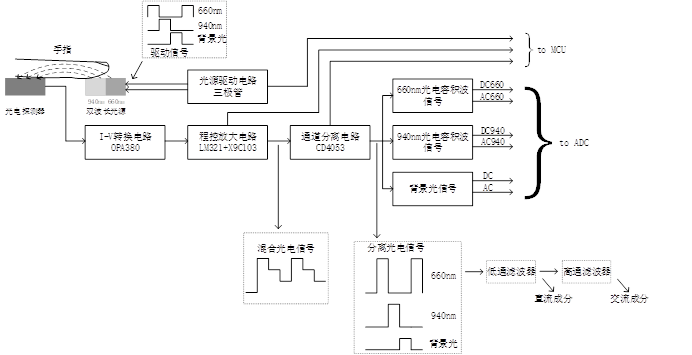 660nm
940nm
背景光
驱动信号
手指
to MCU
光源驱动电路
三极管
940nm 660nm
光电探测器
双波长光源
660nm光电容积波
信号
DC660
AC660
I-V转换电路
OPA380
程控放大电路
LM321+X9C103
通道分离电路
CD4053
940nm光电容积波
信号
DC940
AC940
to ADC
背景光信号
DC
AC
混合光电信号
分离光电信号
660nm
940nm
背景光
低通滤波器
高通滤波器
直流成分
交流成分